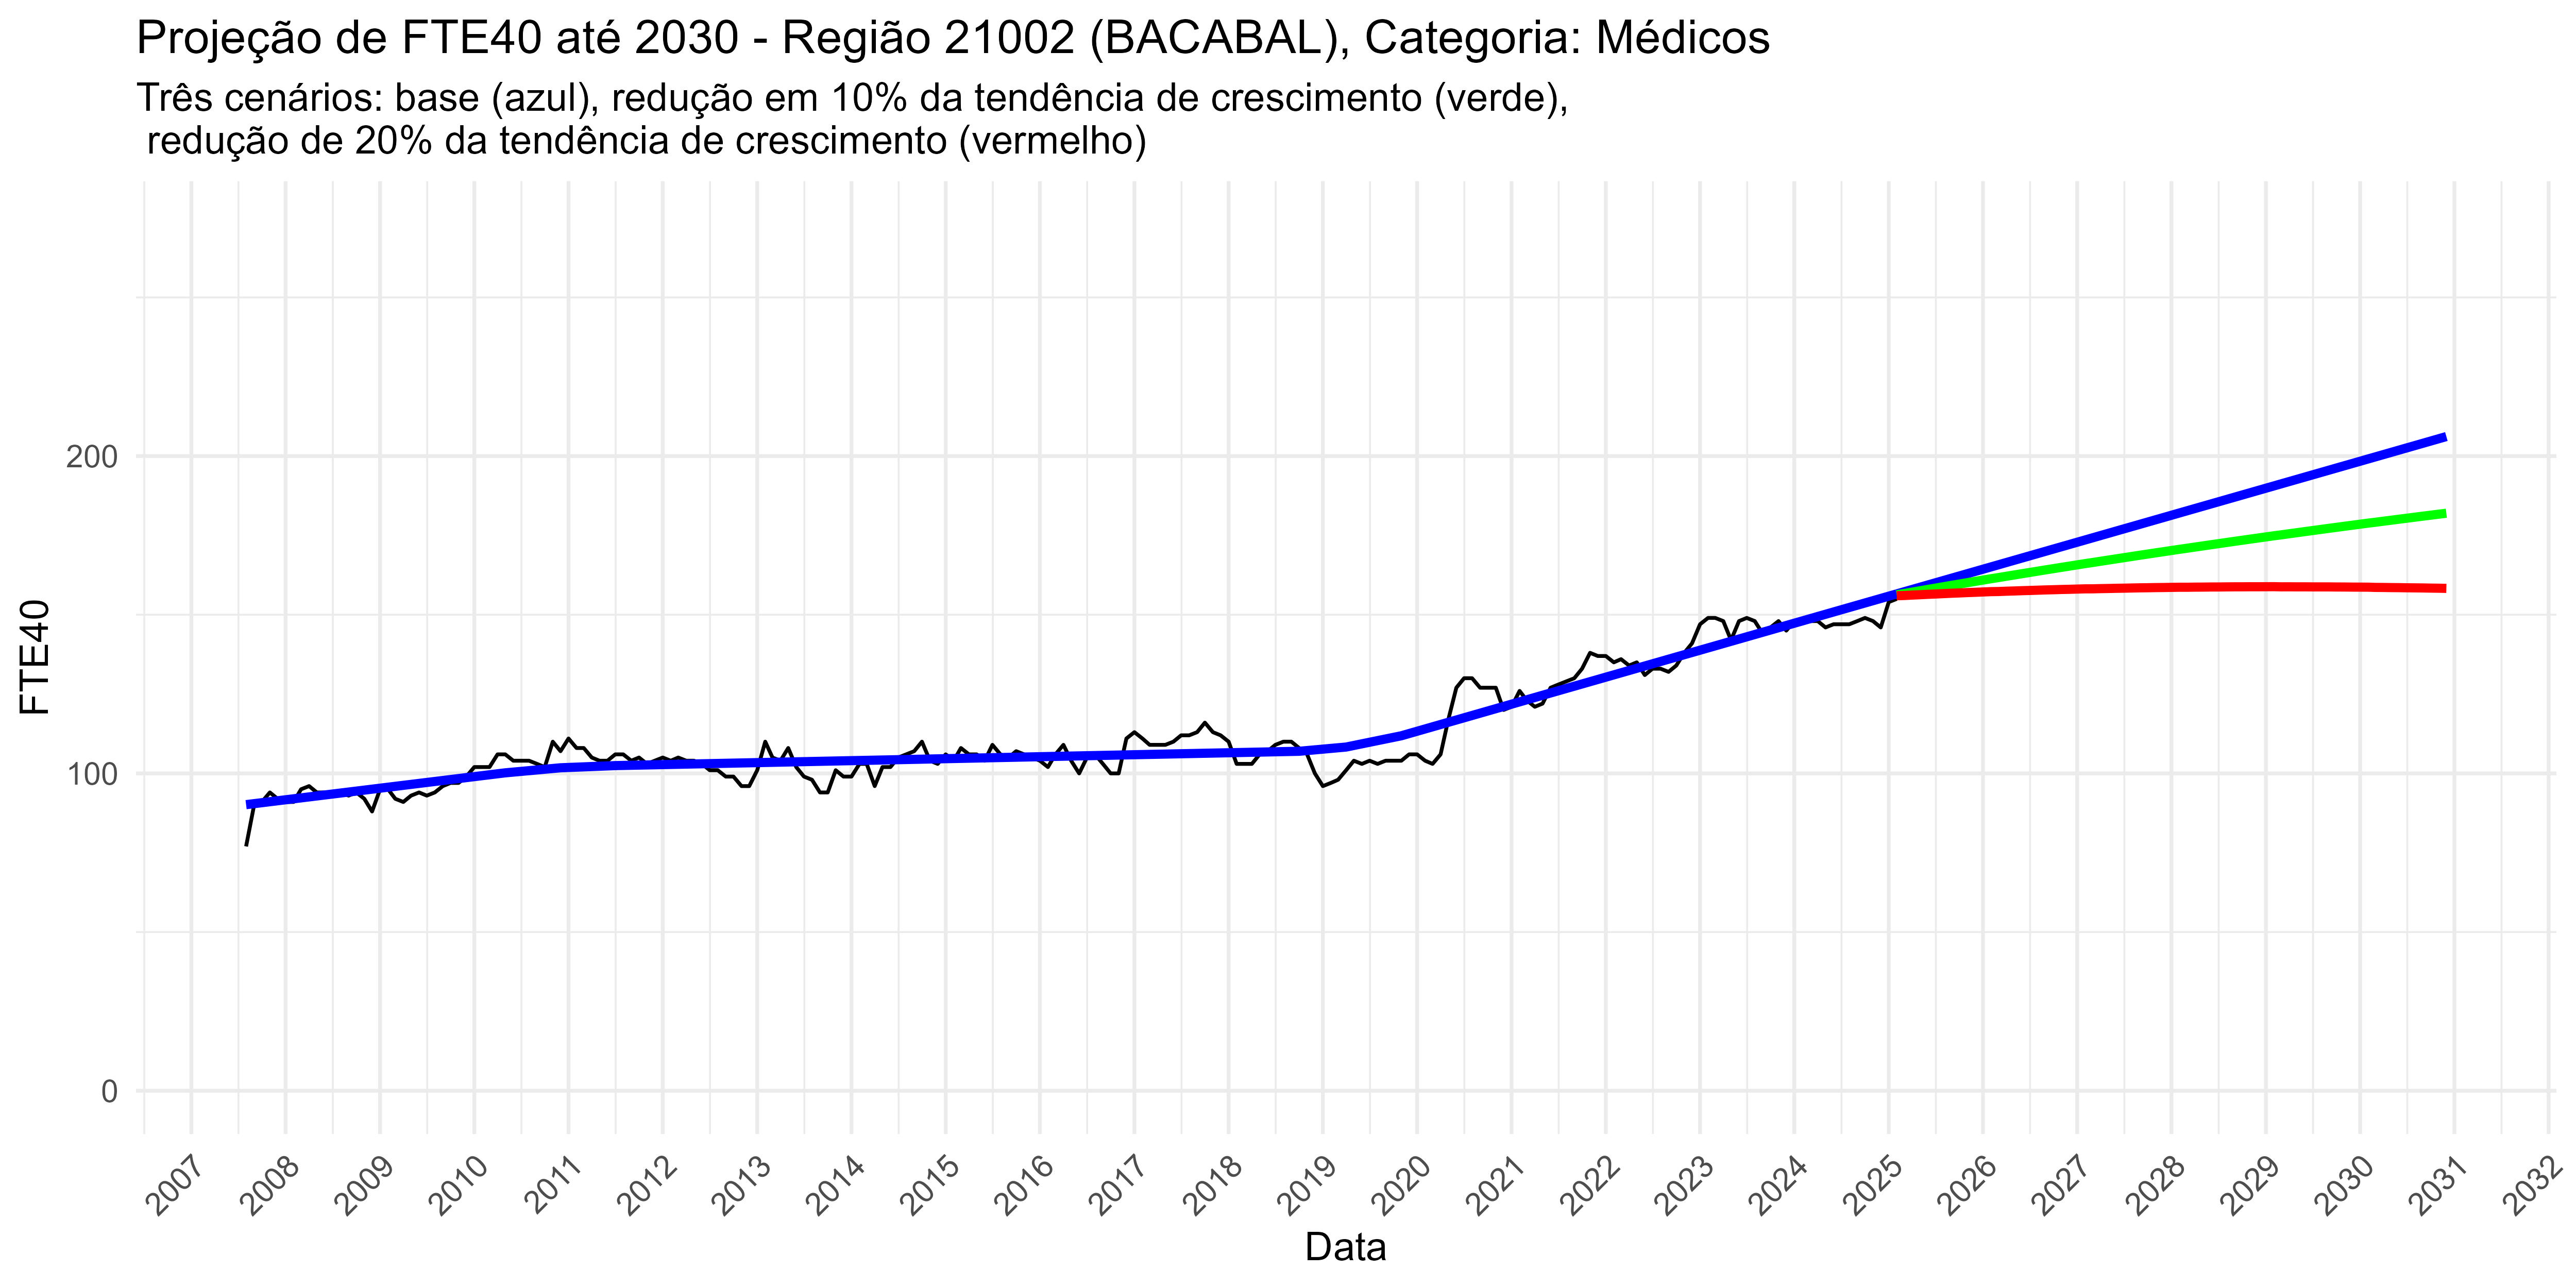 Projeção de FTE40 até 2030 - Região 21002 (BACABAL), Categoria: Médicos
Três cenários: base (azul), redução em 10% da tendência de crescimento (verde),
redução de 20% da tendência de crescimento (vermelho)
FTE40
200
100
0
2007 2008 2009 2010 2011 2012 2013 2014 2015 2016 2017 2018 2019 2020 2021 2022 2023 2024 2025 2026 2027 2028 2029 2030 2031 2032
Data